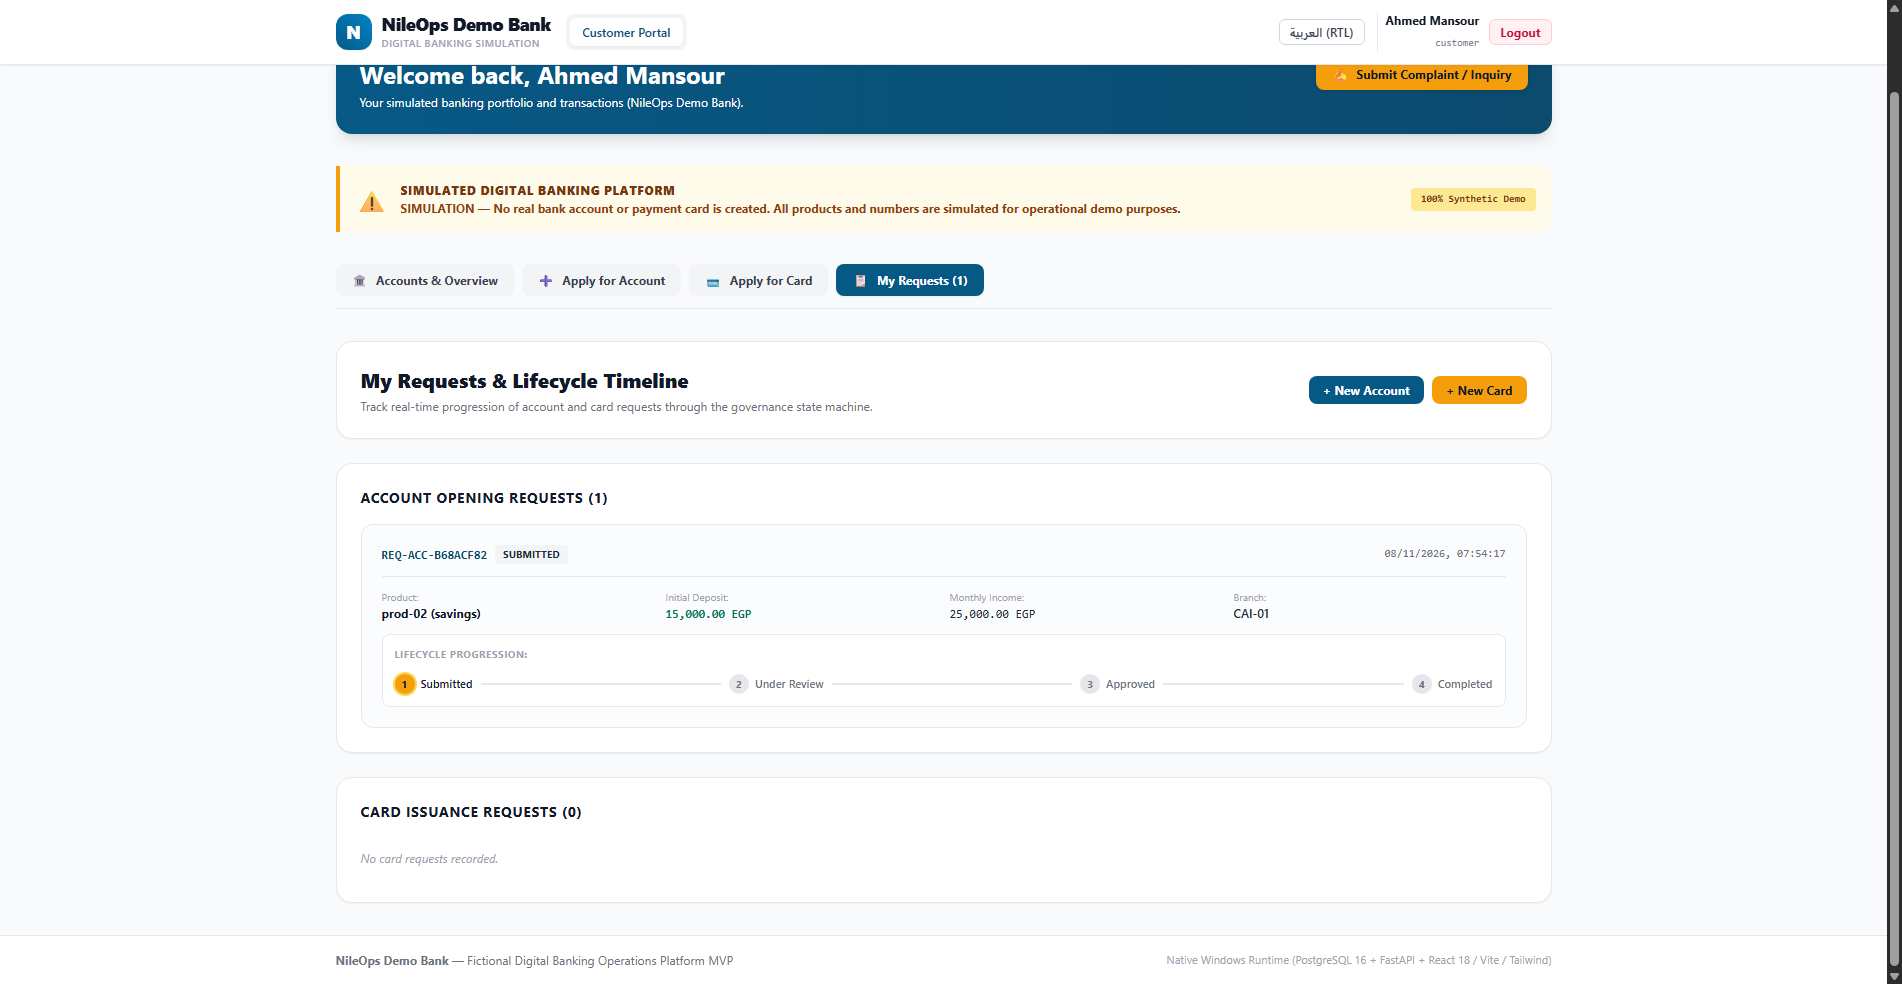 N
NileOps Demo Bank
DIGITAL BANKING SIMULATION
Customer Portal
العربية (RTL)
Ahmed Mansour
customer
Logout
Welcome back, Ahmed Mansour
Your simulated banking portfolio and transactions (NileOps Demo Bank).
Submit Complaint / Inquiry
SIMULATED DIGITAL BANKING PLATFORM
SIMULATION — No real bank account or payment card is created. All products and numbers are simulated for operational demo purposes.
100% Synthetic Demo
Accounts & Overview
Apply for Account
Apply for Card
My Requests (1)
My Requests & Lifecycle Timeline
Track real-time progression of account and card requests through the governance state machine.
+ New Account
+ New Card
ACCOUNT OPENING REQUESTS (1)
REQ-ACC-B68ACF82
SUBMITTED
08/11/2026, 07:54:17
Product:
prod-02 (savings)
Initial Deposit:
15,000.00 EGP
Monthly Income:
25,000.00 EGP
Branch:
CAI-01
LIFECYCLE PROGRESSION:
1 Submitted
2 Under Review
3 Approved
4 Completed
CARD ISSUANCE REQUESTS (0)
No card requests recorded.
NileOps Demo Bank — Fictional Digital Banking Operations Platform MVP
Native Windows Runtime (PostgreSQL 16 + FastAPI + React 18 / Vite / Tailwind)